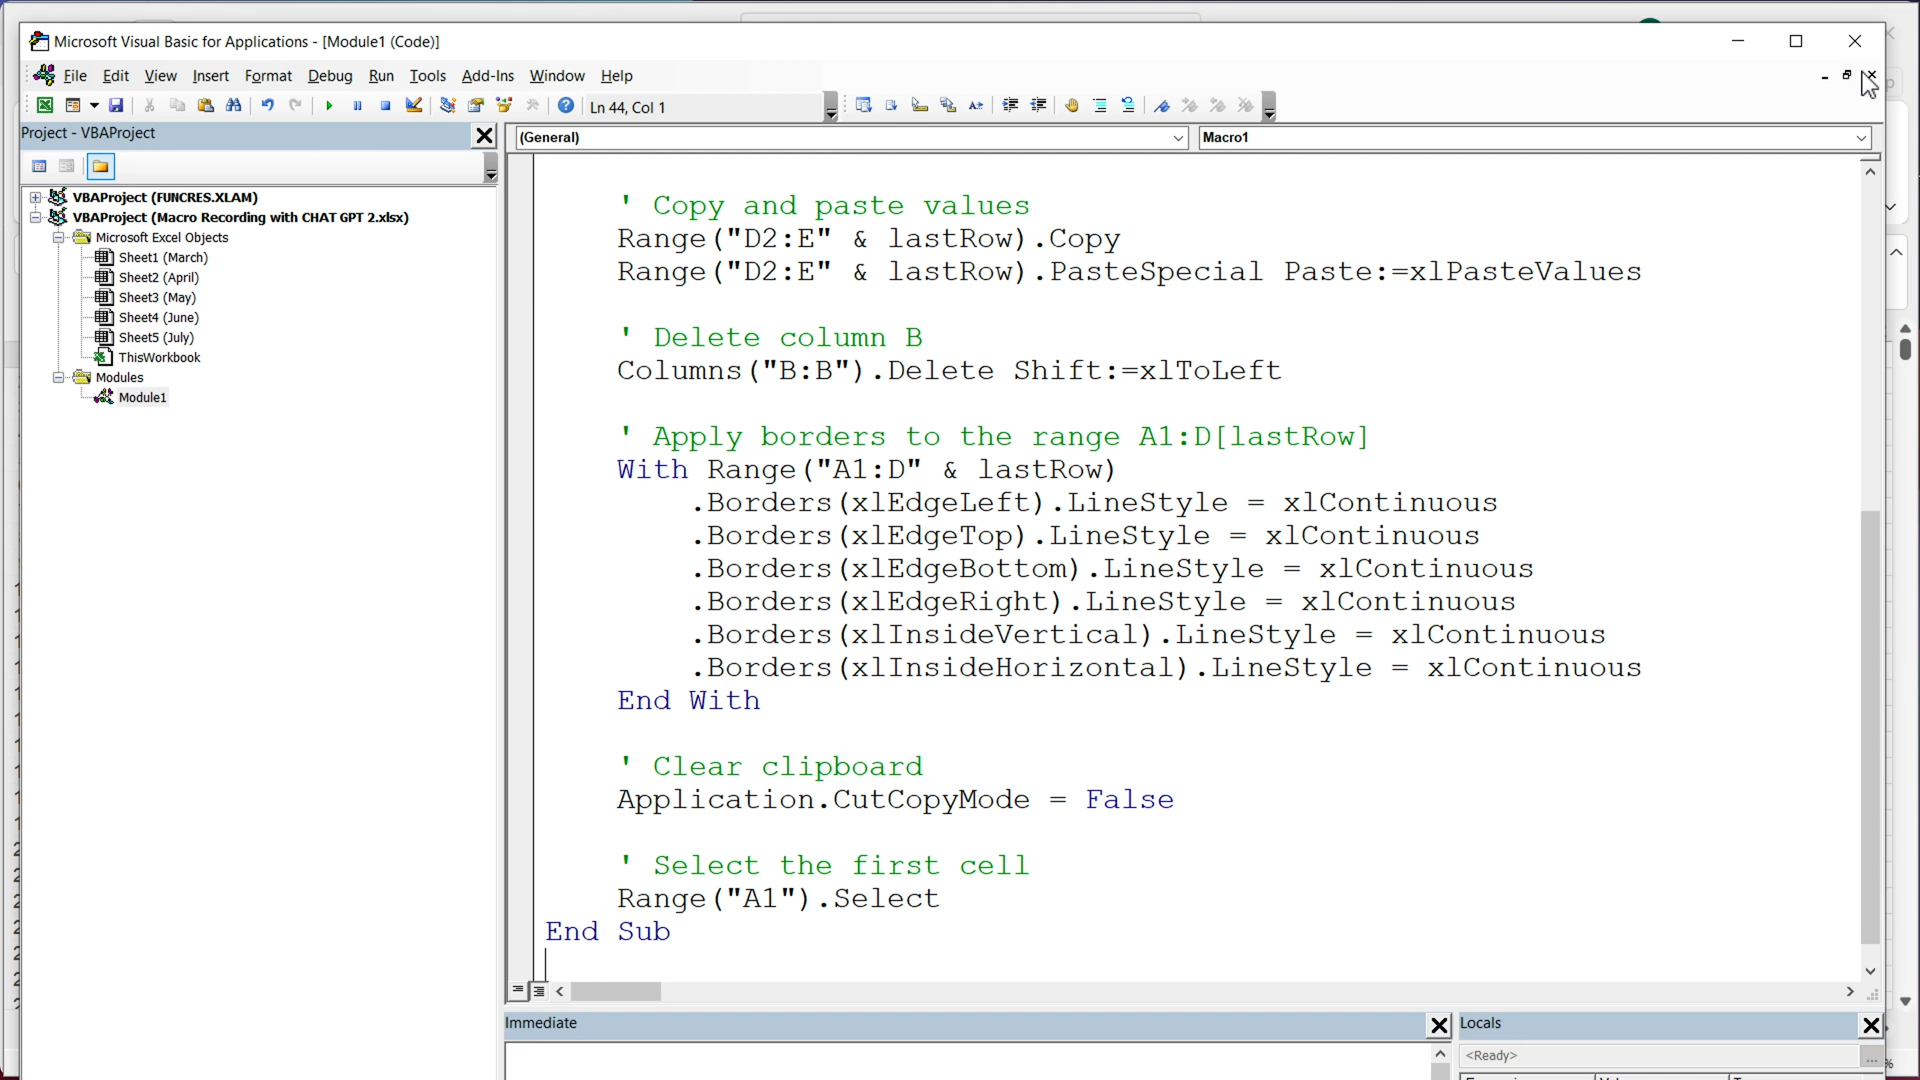 Microsoft Visual Basic for Applications - [Module1 (Code)]
File Edit View Insert Format Debug Run Tools Add-Ins Window Help
Ln 44, Col 1
Project - VBAProject
(General) Macro1
VBAProject (FUNCRES.XLAM)
VBAProject (Macro Recording with CHAT GPT 2.xlsx)
Microsoft Excel Objects
Sheet1 (March)
Sheet2 (April)
Sheet3 (May)
Sheet4 (June)
Sheet5 (July)
ThisWorkbook
Modules
Module1
' Copy and paste values
Range("D2:E" & lastRow).Copy
Range("D2:E" & lastRow).PasteSpecial Paste:=xlPasteValues
' Delete column B
Columns("B:B").Delete Shift:=xlToLeft
' Apply borders to the range A1:D[lastRow]
With Range("A1:D" & lastRow)
.Borders(xlEdgeLeft).LineStyle = xlContinuous
.Borders(xlEdgeTop).LineStyle = xlContinuous
.Borders(xlEdgeBottom).LineStyle = xlContinuous
.Borders(xlEdgeRight).LineStyle = xlContinuous
.Borders(xlInsideVertical).LineStyle = xlContinuous
.Borders(xlInsideHorizontal).LineStyle = xlContinuous
End With
' Clear clipboard
Application.CutCopyMode = False
' Select the first cell
Range("A1").Select
End Sub
Immediate
Locals
<Ready>